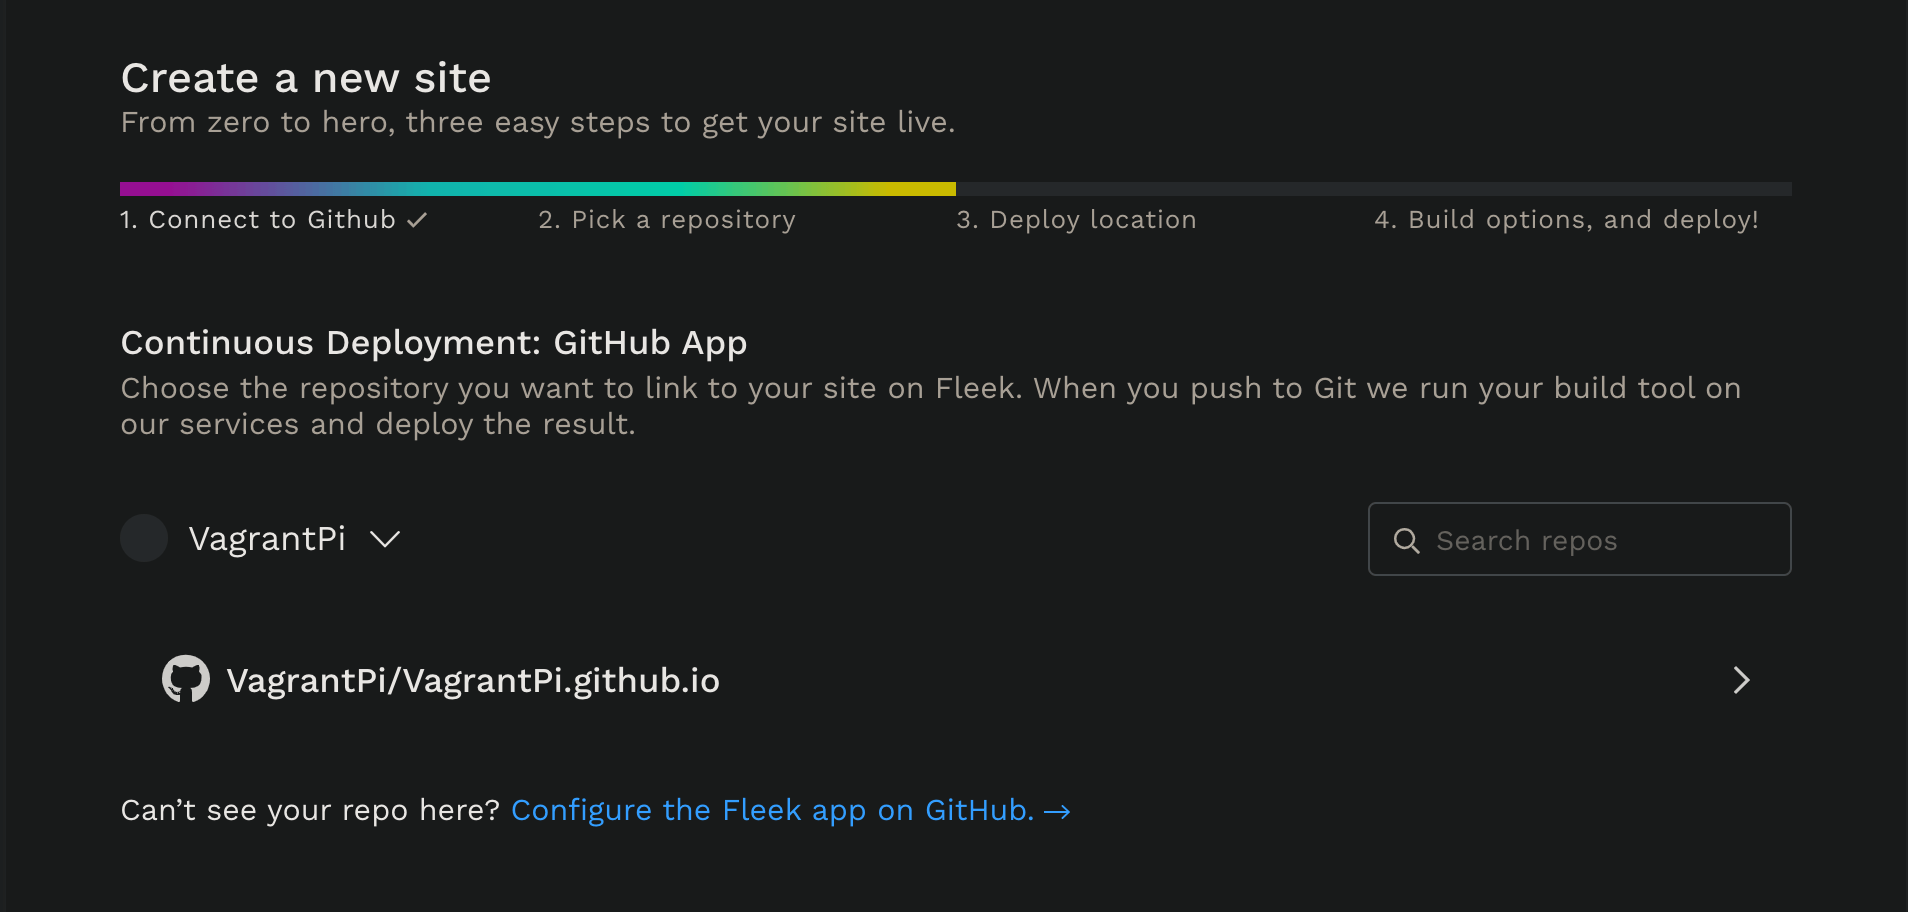 Create a new site
From zero to hero, three easy steps to get your site live.
1. Connect to Github
2. Pick a repository
3. Deploy location
4. Build options, and deploy!
Continuous Deployment: GitHub App
Choose the repository you want to link to your site on Fleek. When you push to Git we run your build tool on
our services and deploy the result.
VagrantPi
Search repos
VagrantPi/VagrantPi.github.io
Can’t see your repo here? Configure the Fleek app on GitHub. →